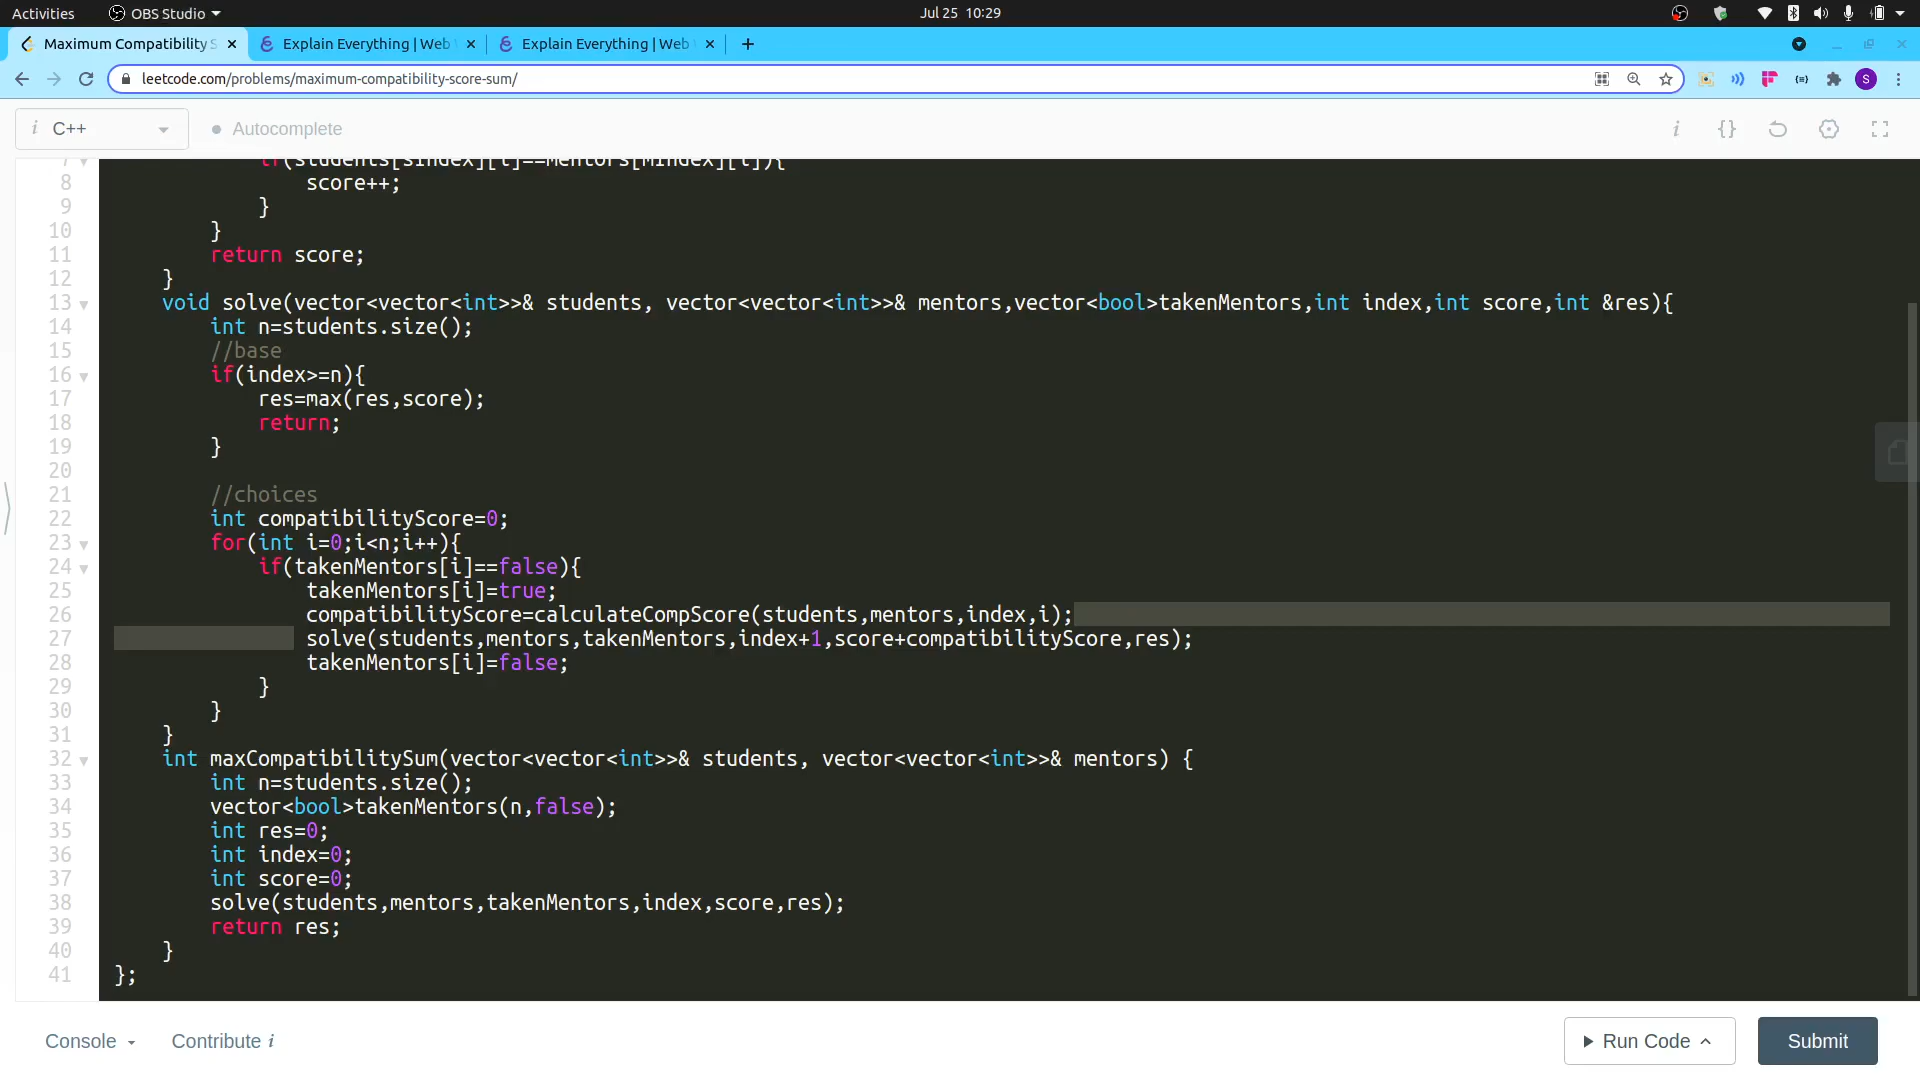 Activities OBS Studio Jul 25 10:29
Maximum Compatibility S Explain Everything | Web Explain Everything | Web
leetcode.com/problems/maximum-compatibility-score-sum/ S
i C++ Autocomplete i {}
7 if(students[sIndex][i]==Mentors[MIndex][i]){
8 score++;
9 }
10 }
11 return score;
12 }
13 void solve(vector<vector<int>>& students, vector<vector<int>>& mentors,vector<bool>takenMentors,int index,int score,int &res){
14 int n=students.size();
15 //base
16 if(index>=n){
17 res=max(res,score);
18 return;
19 }
20
21 //choices
22 int compatibilityScore=0;
23 for(int i=0;i<n;i++){
24 if(takenMentors[i]==false){
25 takenMentors[i]=true;
26 compatibilityScore=calculateCompScore(students,mentors,index,i);
27 solve(students,mentors,takenMentors,index+1,score+compatibilityScore,res);
28 takenMentors[i]=false;
29 }
30 }
31 }
32 int maxCompatibilitySum(vector<vector<int>>& students, vector<vector<int>>& mentors) {
33 int n=students.size();
34 vector<bool>takenMentors(n,false);
35 int res=0;
36 int index=0;
37 int score=0;
38 solve(students,mentors,takenMentors,index,score,res);
39 return res;
40 }
41 };
Console Contribute i Run Code Submit